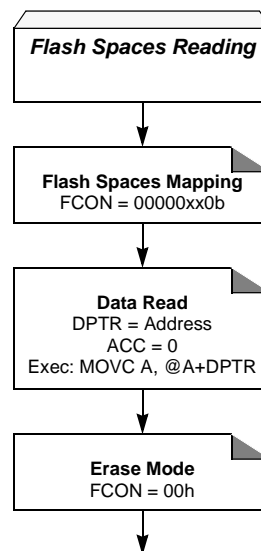 Flash Spaces Reading
Flash Spaces Mapping
FCON = 00000xx0b
Data Read
DPTR = Address
ACC = 0
Exec: MOVC A, @A+DPTR
Erase Mode
FCON = 00h